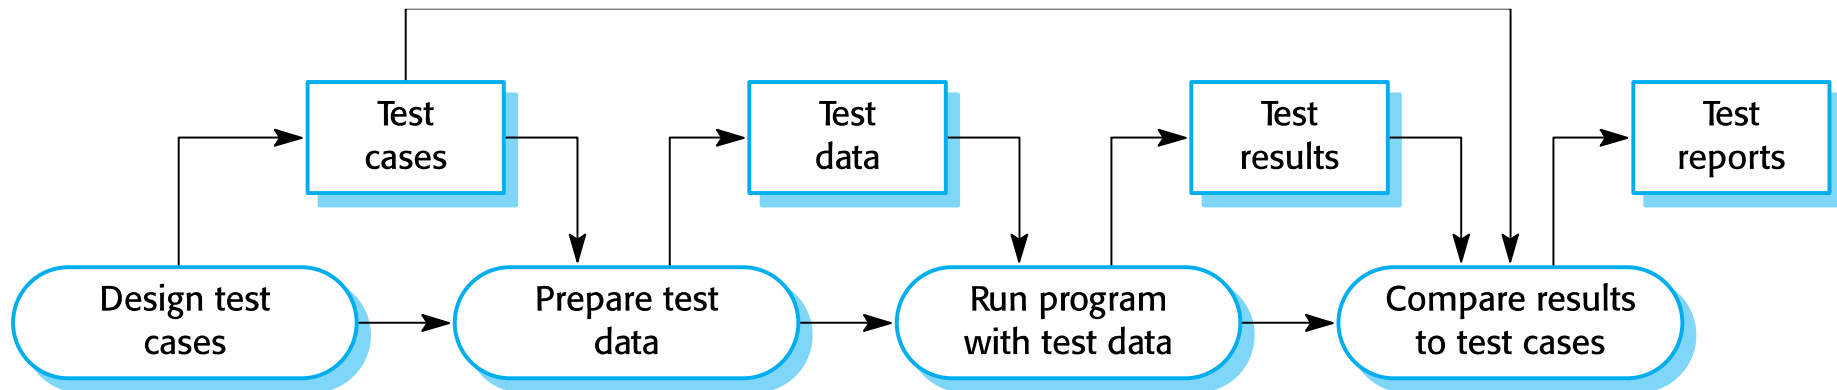 Test
cases
Test
data
Test
results
Test
reports
Design test
cases
Prepare test
data
Run program
with test data
Compare results
to test cases